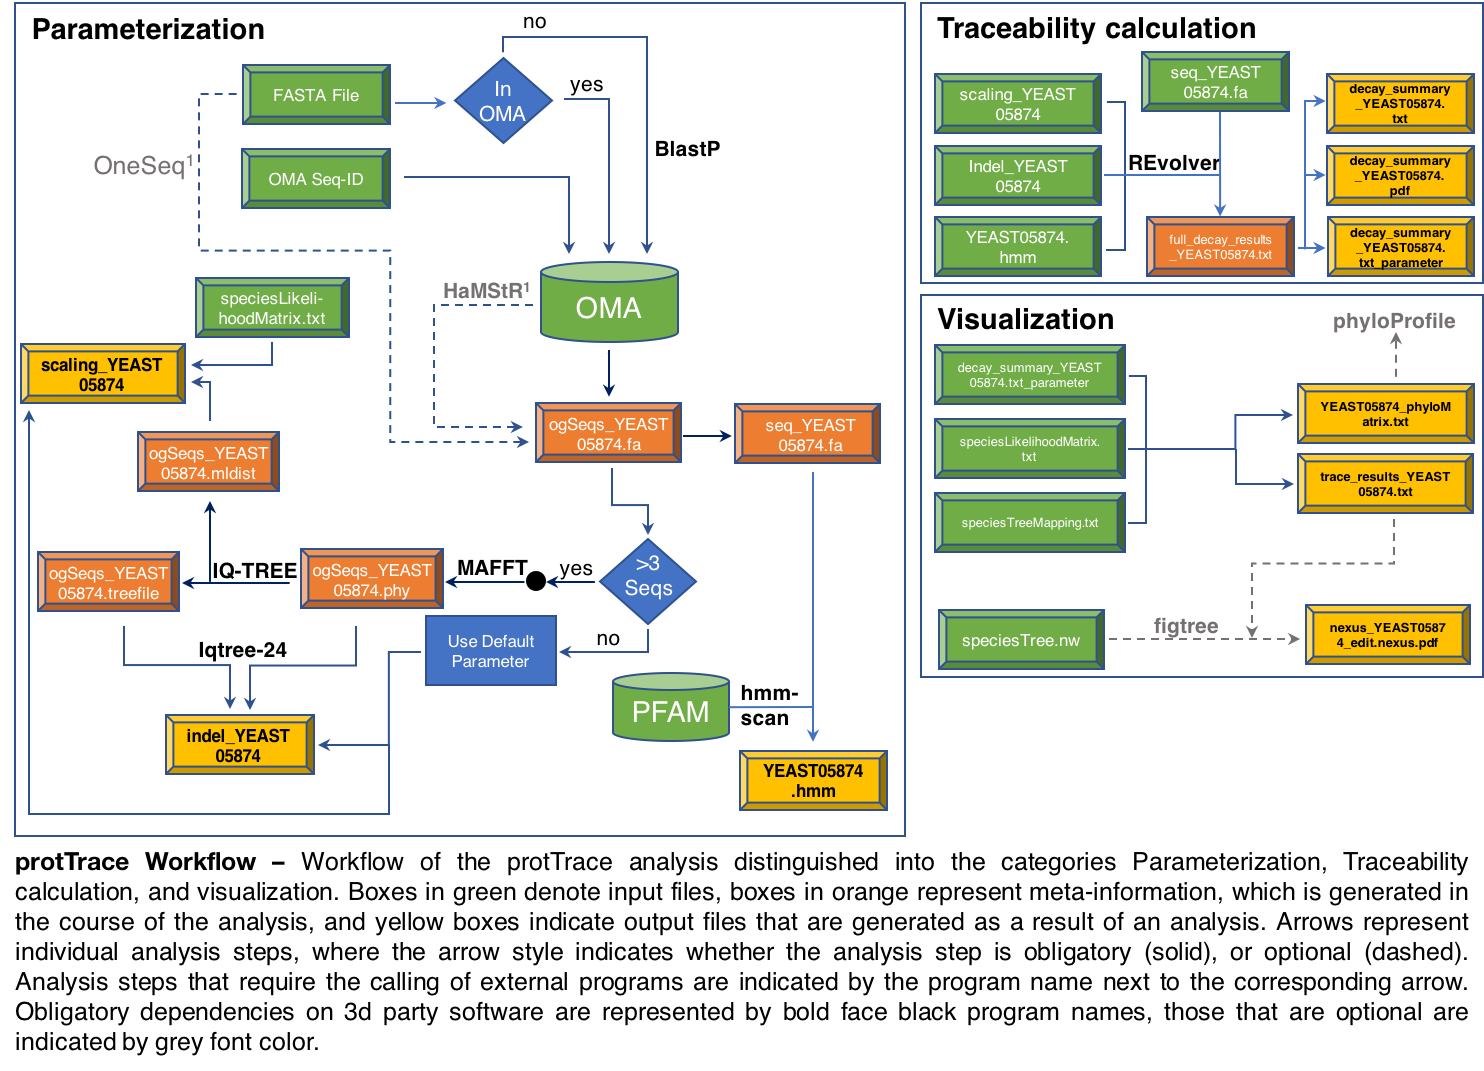 Parameterization
no
FASTA File
In
OMA
yes
OneSeq1
OMA Seq-ID
BlastP
speciesLikeli-
hoodMatrix.txt
HaMStR1
OMA
scaling_YEAST
05874
ogSeqs_YEAST
05874.fa
seq_YEAST
05874.fa
ogSeqs_YEAST
05874.mldist
ogSeqs_YEAST
05874.treefile
IQ-TREE
ogSeqs_YEAST
05874.phy
MAFFT
yes
>3
Seqs
no
Use Default
Parameter
Iqtree-24
PFAM
hmm-
scan
indel_YEAST
05874
YEAST05874
.hmm
Traceability calculation
scaling_YEAST
05874
seq_YEAST
05874.fa
decay_summary
_YEAST05874.
txt
Indel_YEAST
05874
REvolver
decay_summary
_YEAST05874.
pdf
YEAST05874.
hmm
full_decay_results
_YEAST05874.txt
decay_summary
_YEAST05874.
txt_parameter
Visualization
phyloProfile
decay_summary_YEAST
05874.txt_parameter
YEAST05874_phyloM
atrix.txt
speciesLikelihoodMatrix.
txt
trace_results_YEAST
05874.txt
speciesTreeMapping.txt
speciesTree.nw
figtree
nexus_YEAST0587
4_edit.nexus.pdf
protTrace Workflow – Workflow of the protTrace analysis distinguished into the categories Parameterization, Traceability
calculation, and visualization. Boxes in green denote input files, boxes in orange represent meta-information, which is generated in
the course of the analysis, and yellow boxes indicate output files that are generated as a result of an analysis. Arrows represent
individual analysis steps, where the arrow style indicates whether the analysis step is obligatory (solid), or optional (dashed).
Analysis steps that require the calling of external programs are indicated by the program name next to the corresponding arrow.
Obligatory dependencies on 3d party software are represented by bold face black program names, those that are optional are
indicated by grey font color.